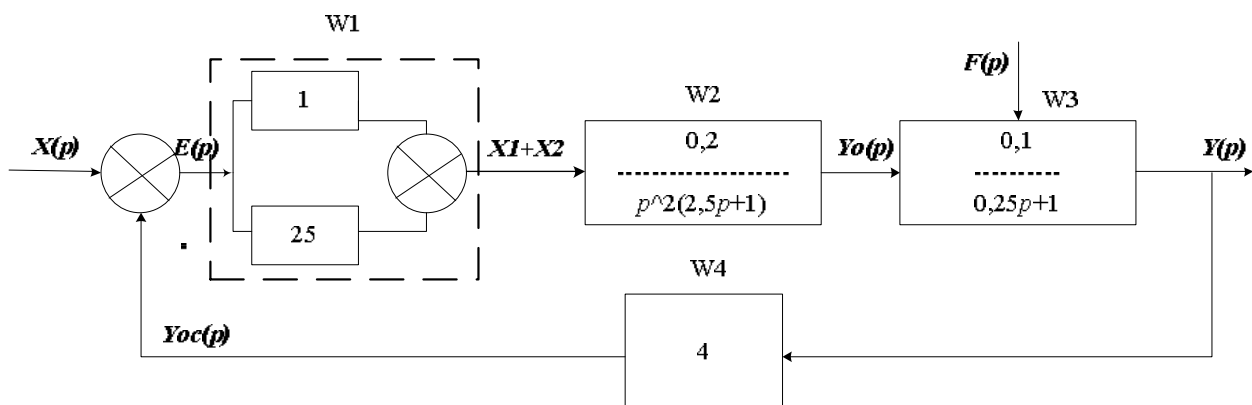 W1
1
25
X(p)
E(p)
X1+X2
W2
0,2
p^2(2,5p+1)
Yo(p)
F(p)
W3
0,1
0,25p+1
Y(p)
W4
4
Yoc(p)